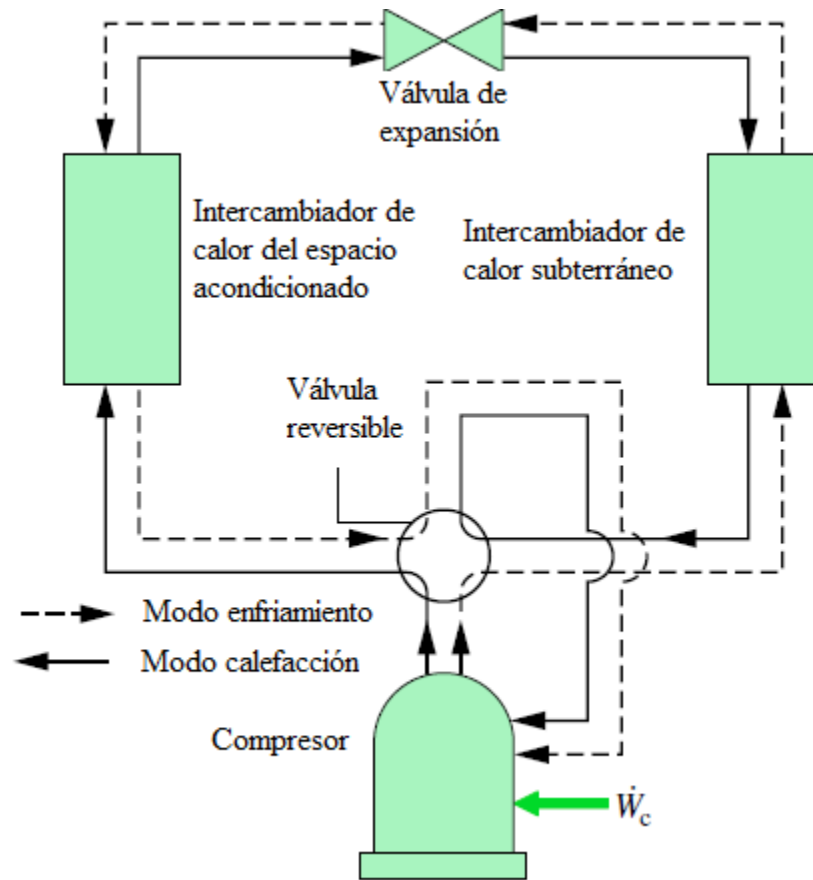 Válvula de
expansión
Intercambiador de
calor del espacio
acondicionado
Intercambiador de
calor subterráneo
Válvula
reversible
Modo enfriamiento
Modo calefacción
Compresor
Ẇc